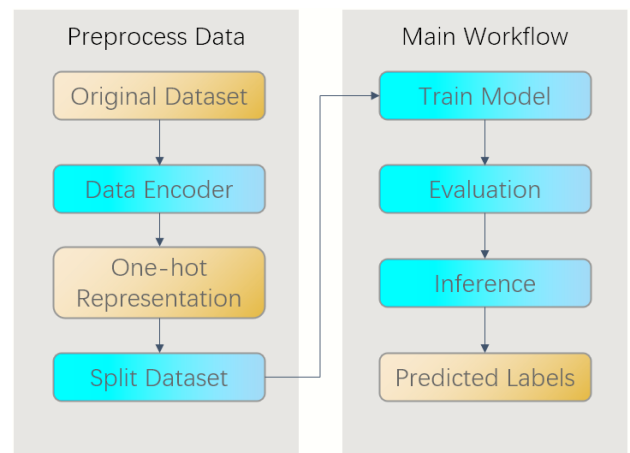 Preprocess Data
Original Dataset
Data Encoder
One-hot
Representation
Split Dataset
Main Workflow
Train Model
Evaluation
Inference
Predicted Labels